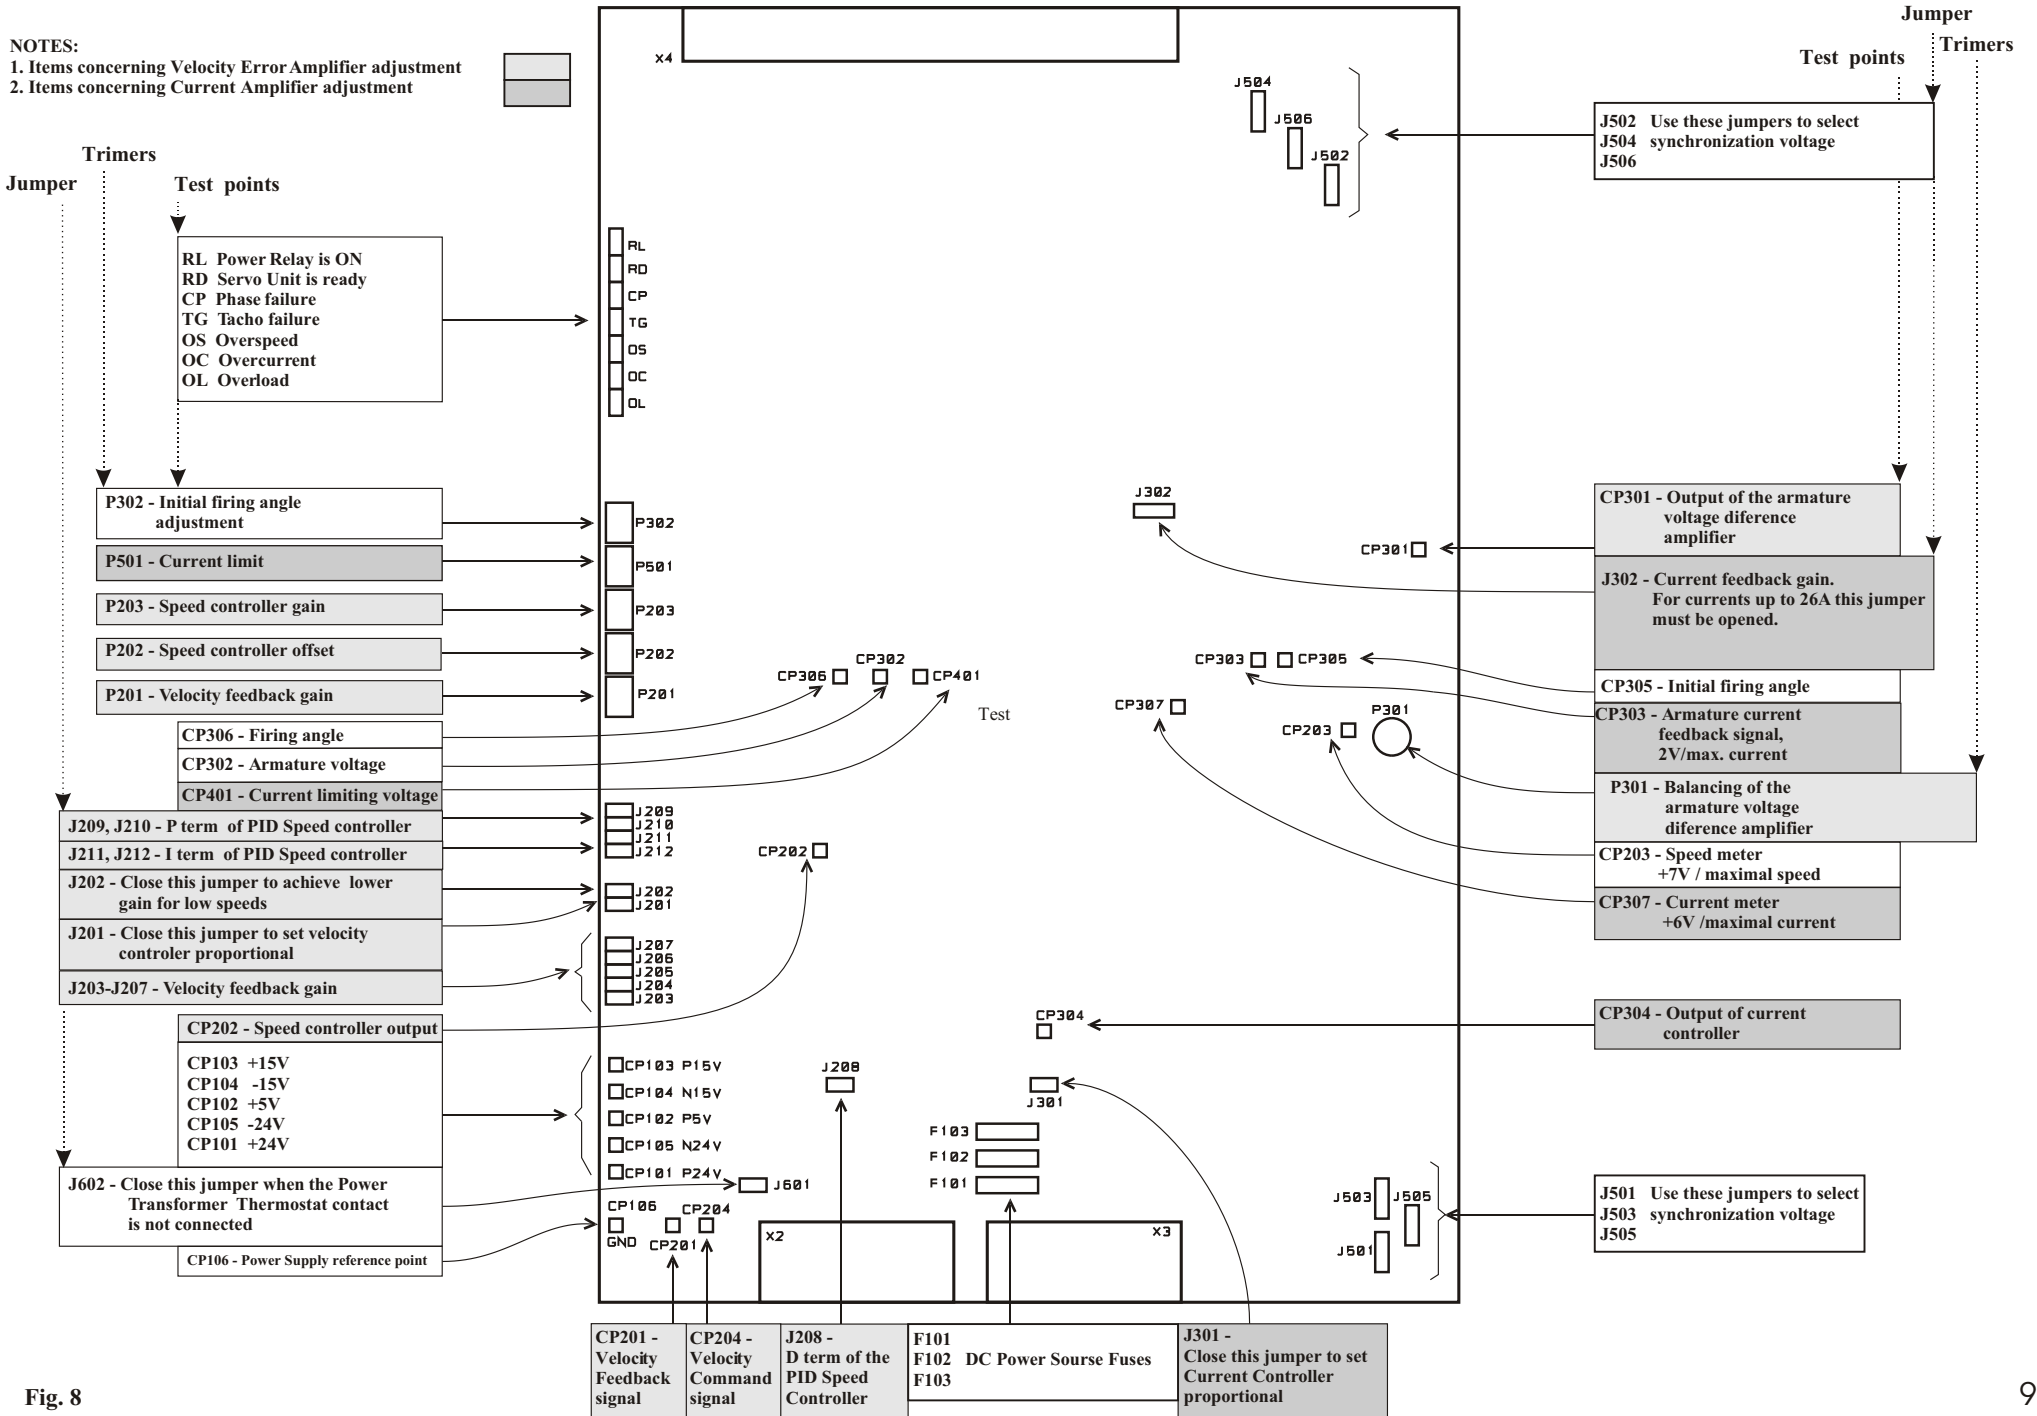 NOTES:
1. Items concerning Velocity Error Amplifier adjustment
2. Items concerning Current Amplifier adjustment
Trimers
Jumper
Test points
RL Power Relay is ON
RD Servo Unit is ready
CP Phase failure
TG Tacho failure
OS Overspeed
OC Overcurrent
OL Overload
P302 - Initial firing angle
adjustment
P501 - Current limit
P203 - Speed controller gain
P202 - Speed controller offset
P201 - Velocity feedback gain
CP306 - Firing angle
CP302 - Armature voltage
CP401 - Current limiting voltage
J209, J210 - P term of PID Speed controller
J211, J212 - I term of PID Speed controller
J202 - Close this jumper to achieve lower
gain for low speeds
J201 - Close this jumper to set velocity
controler proportional
J203-J207 - Velocity feedback gain
CP202 - Speed controller output
CP103 +15V
CP104 -15V
CP102 +5V
CP105 -24V
CP101 +24V
J602 - Close this jumper when the Power
Transformer Thermostat contact
is not connected
CP106 - Power Supply reference point
X4
J504
J506
J502
RL
RD
CP
TG
OS
OC
OL
P302
P501
P203
P202
P201
J302
CP301
CP306
CP302
CP401
Test
CP303
CP305
CP307
CP203
P301
J209
J210
J211
J212
CP202
J202
J201
J207
J206
J205
J204
J203
CP304
CP103 P15V
CP104 N15V
CP102 P5V
CP105 N24V
CP101 P24V
J208
J301
F103
F102
F101
J601
CP106
GND
CP201
CP204
X2
X3
J503
J505
J501
Jumper
Trimers
Test points
J502 Use these jumpers to select
J504 synchronization voltage
J506
CP301 - Output of the armature
voltage diference
amplifier
J302 - Current feedback gain.
For currents up to 26A this jumper
must be opened.
CP305 - Initial firing angle
CP303 - Armature current
feedback signal,
2V/max. current
P301 - Balancing of the
armature voltage
diference amplifier
CP203 - Speed meter
+7V / maximal speed
CP307 - Current meter
+6V /maximal current
CP304 - Output of current
controller
J501 Use these jumpers to select
J503 synchronization voltage
J505
CP201 -
Velocity
Feedback
signal
CP204 -
Velocity
Command
signal
J208 -
D term of the
PID Speed
Controller
F101
F102 DC Power Sourse Fuses
F103
J301 -
Close this jumper to set
Current Controller
proportional
Fig. 8
9